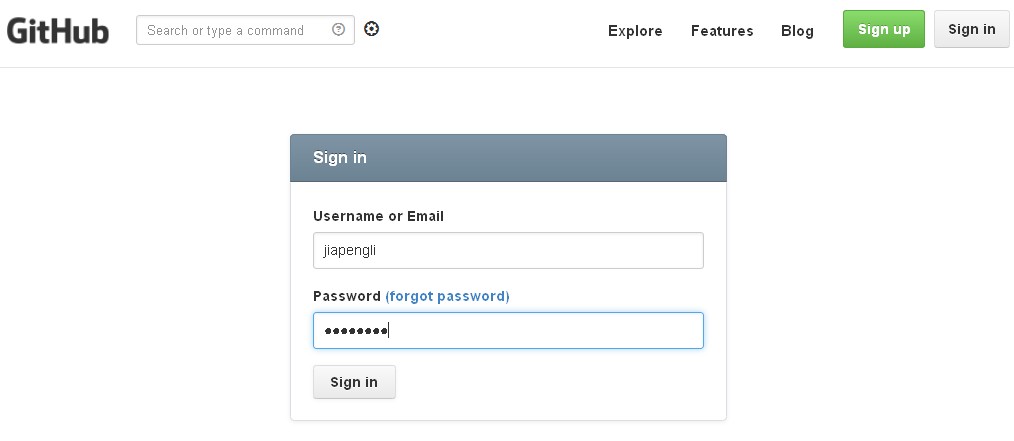 GitHub Search or type a command Explore Features Blog Sign up Sign in
Sign in
Username or Email
jiapengli
Password (forgot password)
••••••••
Sign in